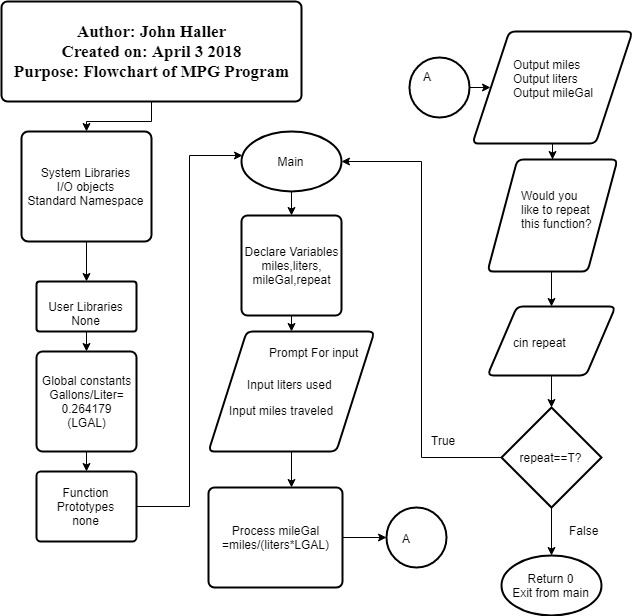 Author: John Haller
Created on: April 3 2018
Purpose: Flowchart of MPG Program
System Libraries
I/O objects
Standard Namespace
User Libraries
None
Global constants
Gallons/Liter=
0.264179
(LGAL)
Function
Prototypes
none
Main
Declare Variables
miles,liters,
mileGal,repeat
Prompt For input
Input liters used
Input miles traveled
Process mileGal
=miles/(liters*LGAL)
A
A
Output miles
Output liters
Output mileGal
Would you
like to repeat
this function?
cin repeat
repeat==T?
True
False
Return 0
Exit from main